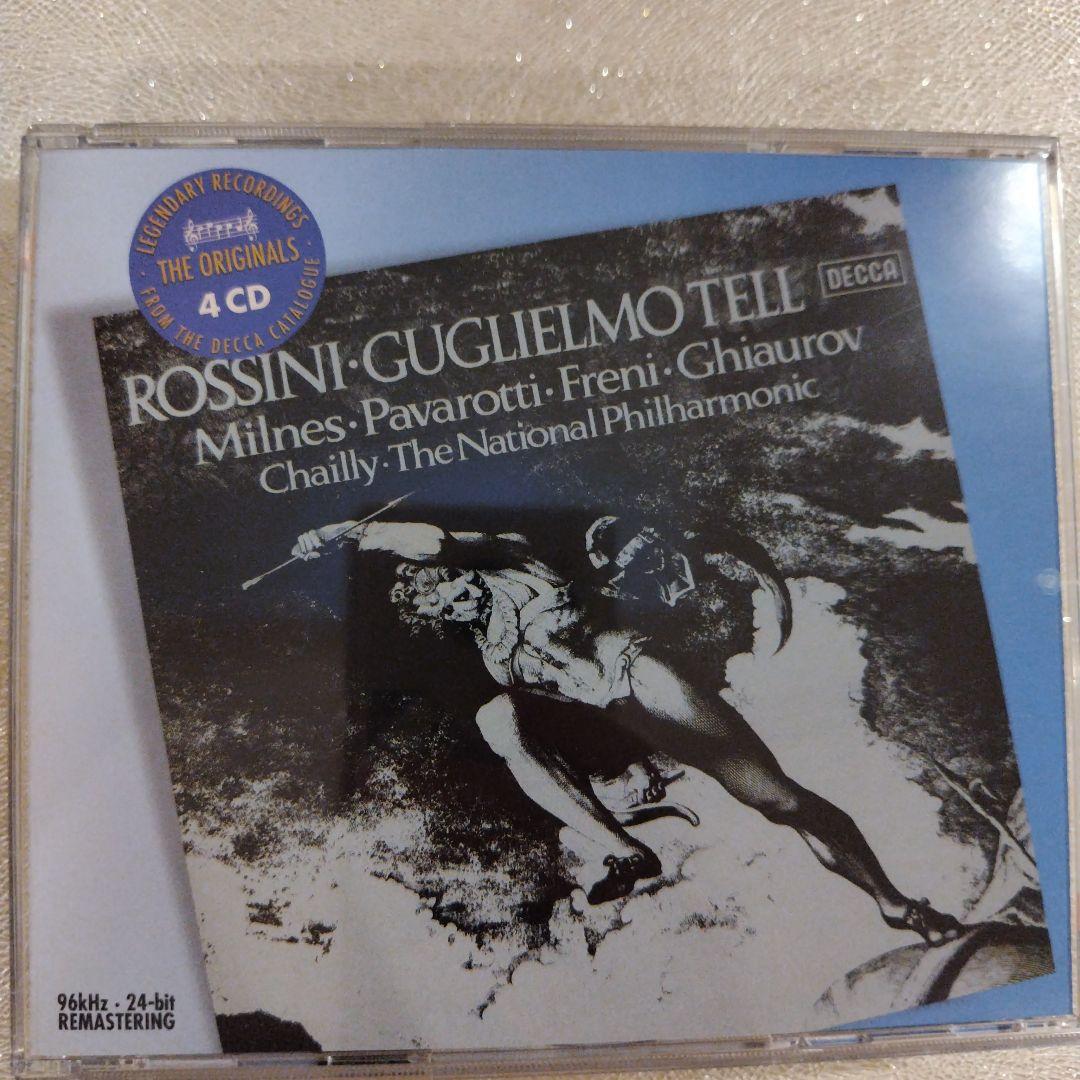 · LEGENDARY RECORDINGS ·
THE ORIGINALS
4 CD
FROM THE DECCA CATALOGUE
DECCA
ROSSINI·GUGLIELMO TELL
Milnes·Pavarotti·Freni·Ghiaurov
Chailly·The National Philharmonic
96kHz · 24-bit
REMASTERING